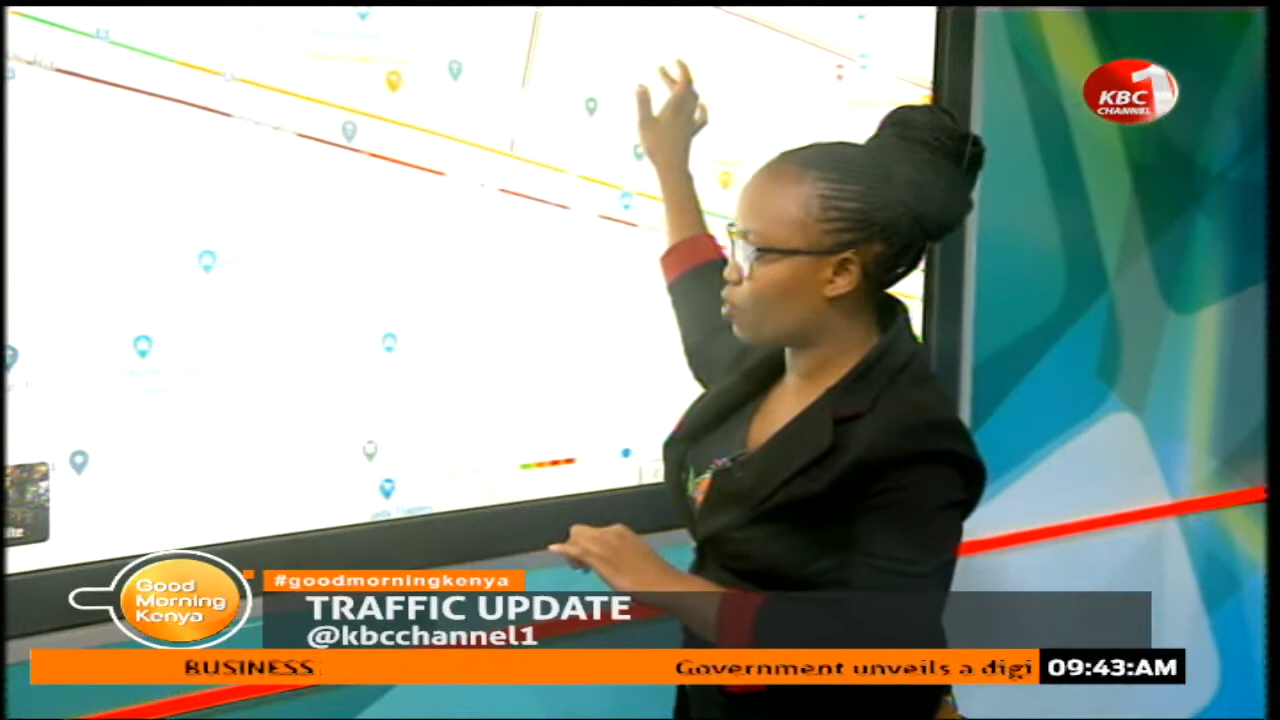 KBC 1
CHANNEL
Good
Morning
Kenya
#goodmorningkenya
TRAFFIC UPDATE
@kbcchannel1
BUSINESS
Government unveils a digi
09:43:AM